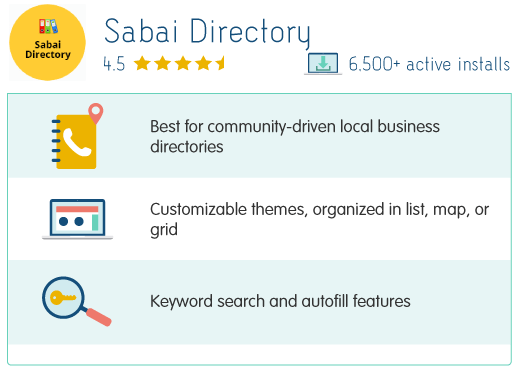 Sabai Directory
Sabai
Directory
4.5
6,500+ active installs
Best for community-driven local business
directories
Customizable themes, organized in list, map, or
grid
Keyword search and autofill features